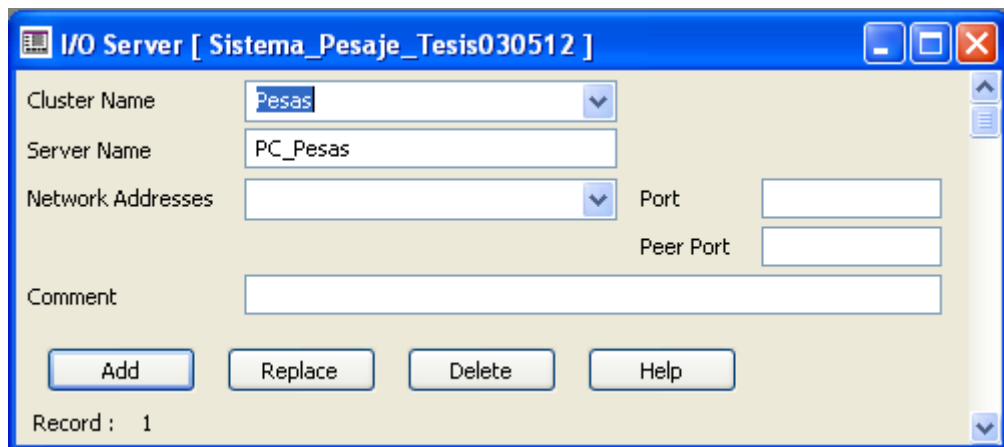 I/O Server [ Sistema_Pesaje_Tesis030512 ]
Cluster Name Pesas
Server Name PC_Pesas
Network Addresses Port
Peer Port
Comment
Add Replace Delete Help
Record : 1